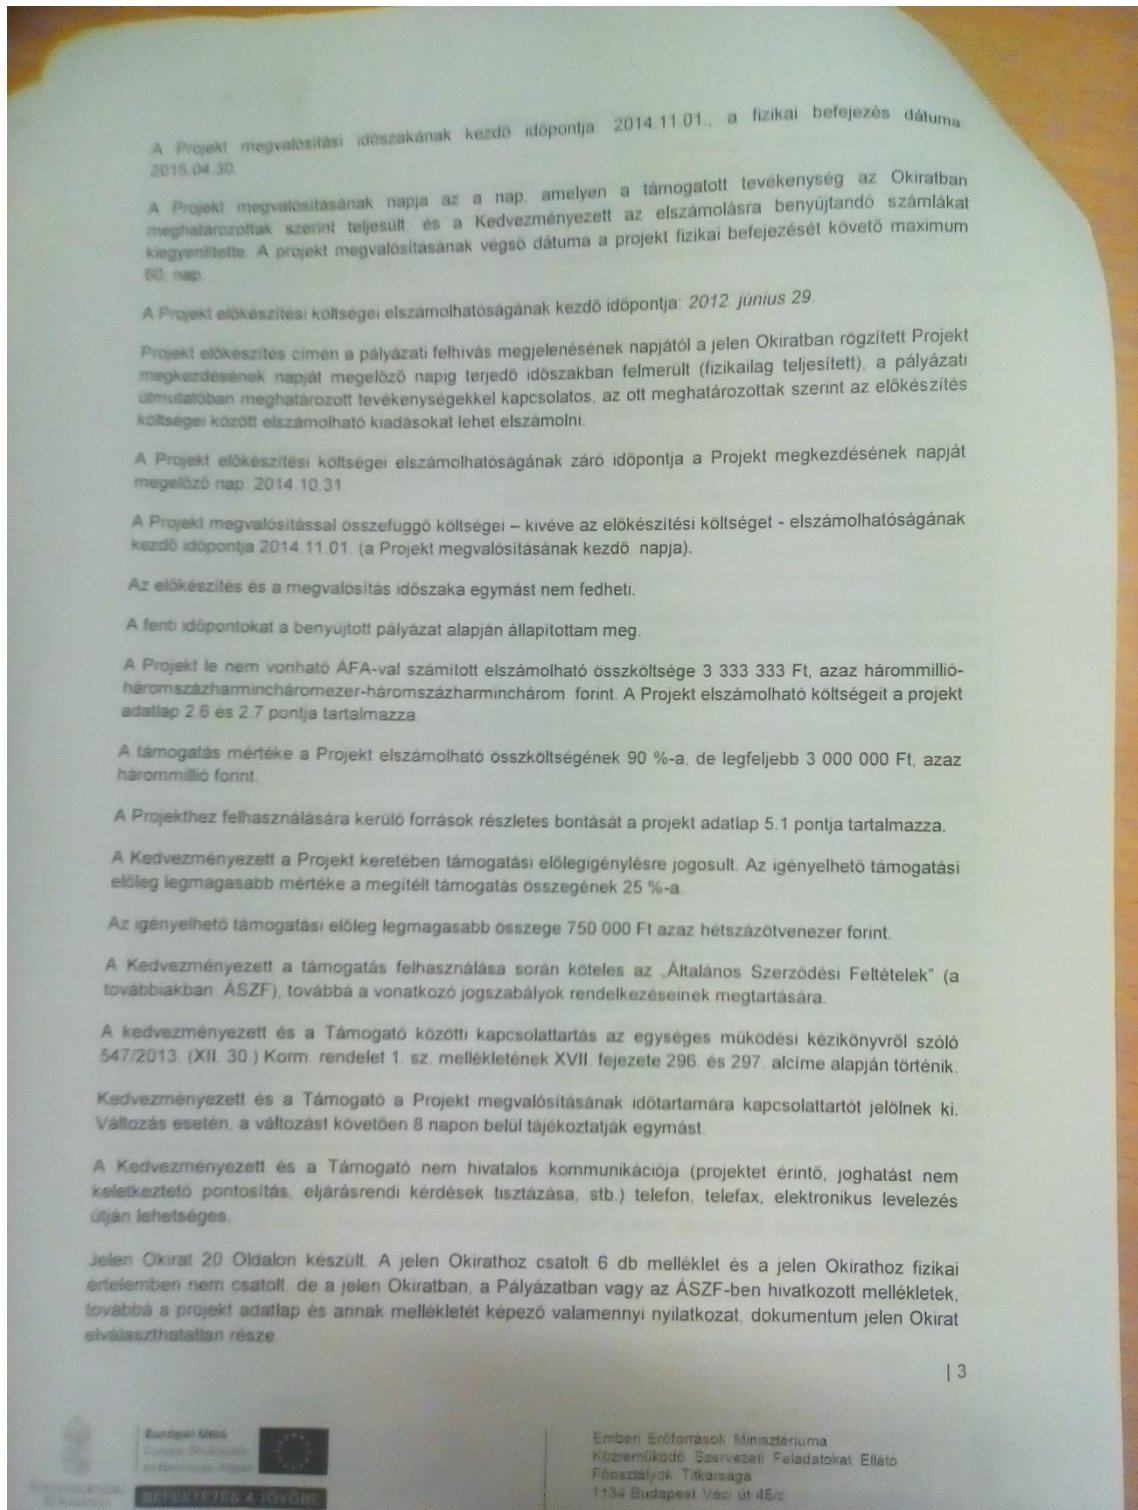 A Projekt megvalósítási időszakának kezdő időpontja 2014.11.01., a fizikai befejezés dátuma
2015.04.30.
A Projekt megvalósításának napja az a nap, amelyen a támogatott tevékenység az Okiratban
meghatározottak szerint teljesült, és a Kedvezményezett az elszámolásra benyújtandó számlákat
kiegyenlítette. A projekt megvalósításának végső dátuma a projekt fizikai befejezését követő maximum
60. nap.
A Projekt előkészítési költségei elszámolhatóságának kezdő időpontja: 2012. június 29.
Projekt előkészítés címén a pályázati felhívás megjelenésének napjától a jelen Okiratban rögzített Projekt
megkezdésének napját megelőző napig terjedő időszakban felmerült (fizikailag teljesített), a pályázati
útmutatóban meghatározott tevékenységekkel kapcsolatos, az ott meghatározottak szerint az előkészítés
költségei között elszámolható kiadásokat lehet elszámolni.
A Projekt előkészítési költségei elszámolhatóságának záró időpontja a Projekt megkezdésének napját
megelőző nap: 2014.10.31.
A Projekt megvalósítással összefüggő költségei – kivéve az előkészítési költséget - elszámolhatóságának
kezdő időpontja 2014.11.01. (a Projekt megvalósításának kezdő napja).
Az előkészítés és a megvalósítás időszaka egymást nem fedheti.
A fenti időpontokat a benyújtott pályázat alapján állapítottam meg.
A Projekt le nem vonható ÁFA-val számított elszámolható összköltsége 3 333 333 Ft, azaz hárommillió-
háromszázharmincháromezer-háromszázharminchárom forint. A Projekt elszámolható költségeit a projekt
adatlap 2.6 és 2.7 pontja tartalmazza.
A támogatás mértéke a Projekt elszámolható összköltségének 90 %-a, de legfeljebb 3 000 000 Ft, azaz
hárommillió forint.
A Projekthez felhasználására kerülő források részletes bontását a projekt adatlap 5.1 pontja tartalmazza.
A Kedvezményezett a Projekt keretében támogatási előlegigénylésre jogosult. Az igényelhető támogatási
előleg legmagasabb mértéke a megítélt támogatás összegének 25 %-a.
Az igényelhető támogatási előleg legmagasabb összege 750 000 Ft azaz hétszázötvenezer forint.
A Kedvezményezett a támogatás felhasználása során köteles az „Általános Szerződési Feltételek” (a
továbbiakban: ÁSZF), továbbá a vonatkozó jogszabályok rendelkezéseinek megtartására.
A kedvezményezett és a Támogató közötti kapcsolattartás az egységes működési kézikönyvről szóló
547/2013. (XII. 30.) Korm. rendelet 1. sz. mellékletének XVII. fejezete 296. és 297. alcíme alapján történik.
Kedvezményezett és a Támogató a Projekt megvalósításának időtartamára kapcsolattartót jelölnek ki.
Változás esetén, a változást követően 8 napon belül tájékoztatják egymást.
A Kedvezményezett és a Támogató nem hivatalos kommunikációja (projektet érintő, joghatást nem
keletkeztető pontosítás, eljárásrendi kérdések tisztázása, stb.) telefon, telefax, elektronikus levelezés
útján lehetséges.
Jelen Okirat 20 Oldalon készült. A jelen Okirathoz csatolt 6 db melléklet és a jelen Okirathoz fizikai
értelemben nem csatolt, de a jelen Okiratban, a Pályázatban vagy az ÁSZF-ben hivatkozott mellékletek,
továbbá a projekt adatlap és annak mellékletét képező valamennyi nyilatkozat, dokumentum jelen Okirat
elválaszthatatlan része.
| 3
Európai Unió
BEFEKTETÉS A JÖVŐBE
Emberi Erőforrások Minisztériuma
Közreműködő Szervezeti Feladatokat Ellátó
Főosztályok Titkársága
1134 Budapest Váci út 45/c